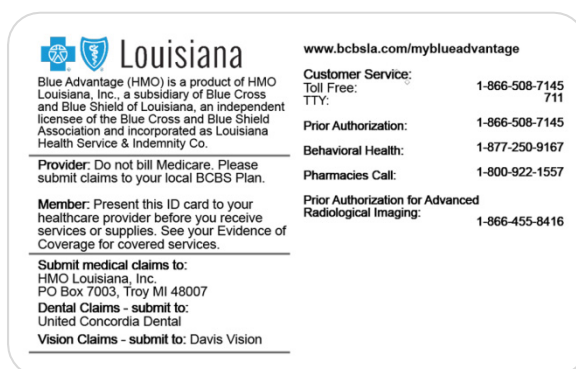 Louisiana
Blue Advantage (HMO) is a product of HMO
Louisiana, Inc., a subsidiary of Blue Cross
and Blue Shield of Louisiana, an independent
licensee of the Blue Cross and Blue Shield
Association and incorporated as Louisiana
Health Service & Indemnity Co.
Provider: Do not bill Medicare. Please
submit claims to your local BCBS Plan.
Member: Present this ID card to your
healthcare provider before you receive
services or supplies. See your Evidence of
Coverage for covered services.
Submit medical claims to:
HMO Louisiana, Inc.
PO Box 7003, Troy MI 48007
Dental Claims - submit to:
United Concordia Dental
Vision Claims - submit to: Davis Vision
www.bcbsla.com/myblueadvantage
Customer Service:
Toll Free: 1-866-508-7145
TTY: 711
Prior Authorization: 1-866-508-7145
Behavioral Health: 1-877-250-9167
Pharmacies Call: 1-800-922-1557
Prior Authorization for Advanced
Radiological Imaging:
1-866-455-8416